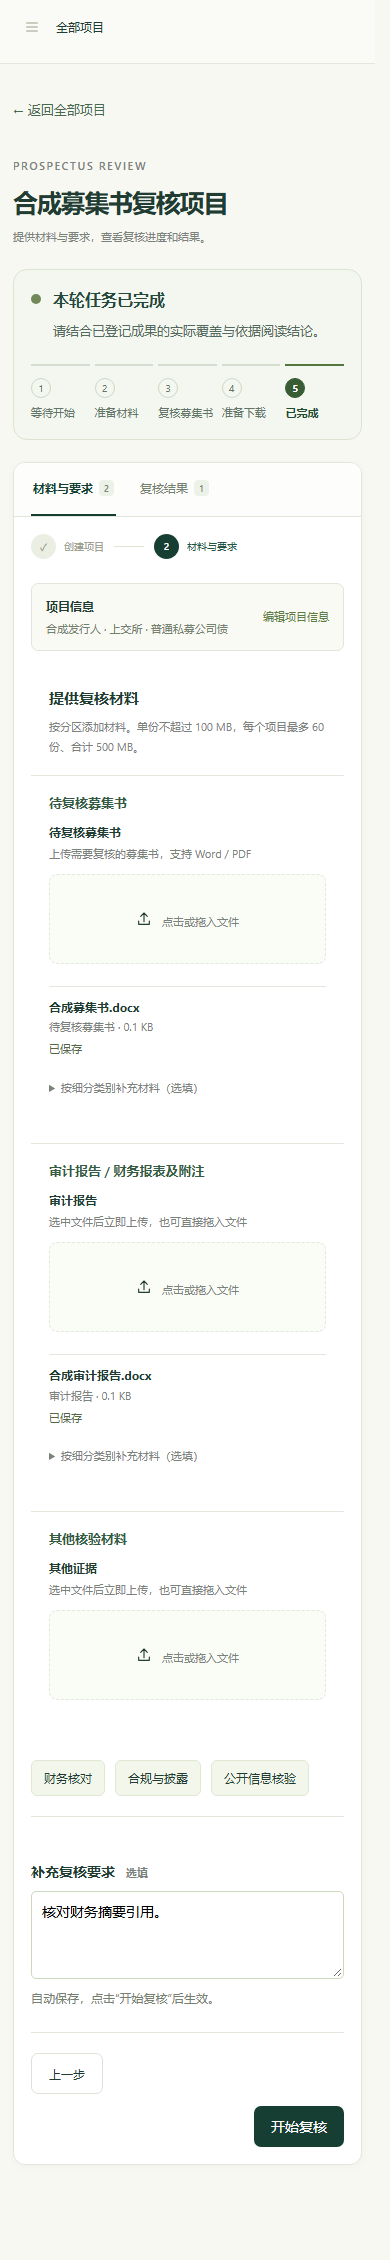 全部项目
← 返回全部项目
PROSPECTUS REVIEW
合成募集书复核项目
提供材料与要求，查看复核进度和结果。
本轮任务已完成
请结合已登记成果的实际覆盖与依据阅读结论。
1 2 3 4 5
等待开始 准备材料 复核募集书 准备下载 已完成
材料与要求 2 复核结果 1
✓ 创建项目 2 材料与要求
项目信息
合成发行人 · 上交所 · 普通私募公司债
编辑项目信息
提供复核材料
按分区添加材料。单份不超过 100 MB，每个项目最多 60
份、合计 500 MB。
待复核募集书
待复核募集书
上传需要复核的募集书，支持 Word / PDF
点击或拖入文件
合成募集书.docx
待复核募集书 · 0.1 KB
已保存
▶ 按细分类别补充材料（选填）
审计报告 / 财务报表及附注
审计报告
选中文件后立即上传，也可直接拖入文件
点击或拖入文件
合成审计报告.docx
审计报告 · 0.1 KB
已保存
▶ 按细分类别补充材料（选填）
其他核验材料
其他证据
选中文件后立即上传，也可直接拖入文件
点击或拖入文件
财务核对 合规与披露 公开信息核验
补充复核要求 选填
核对财务摘要引用。
自动保存，点击“开始复核”后生效。
上一步
开始复核